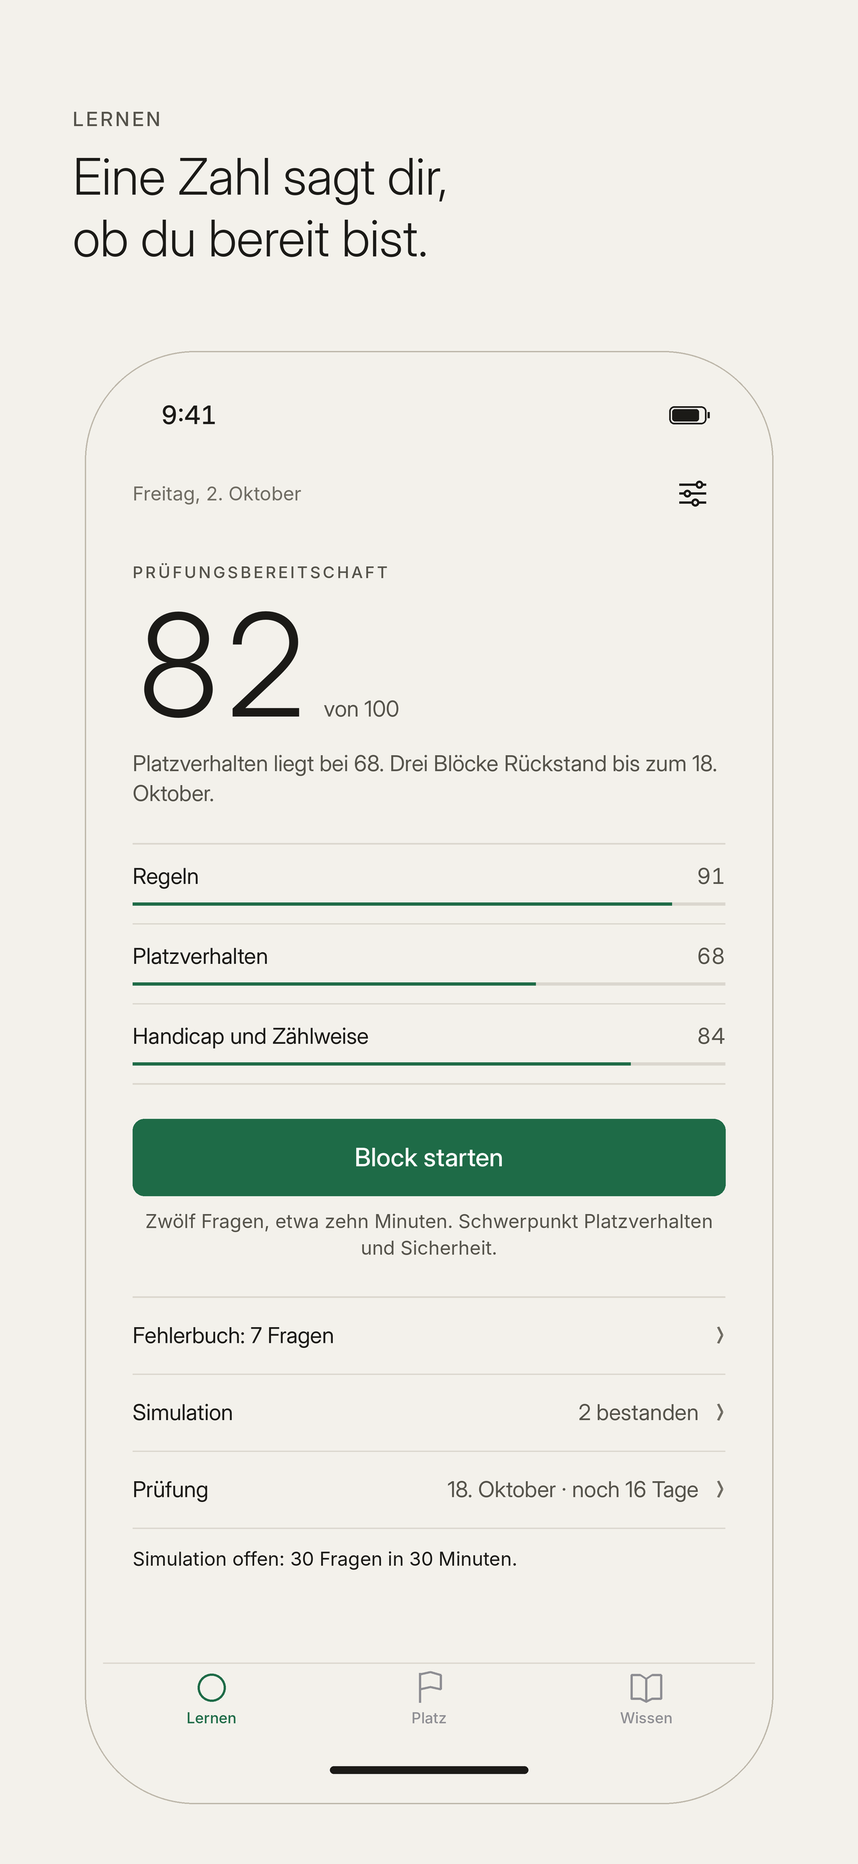 LERNEN
Eine Zahl sagt dir,
ob du bereit bist.
9:41
Freitag, 2. Oktober
PRÜFUNGSBEREITSCHAFT
82 von 100
Platzverhalten liegt bei 68. Drei Blöcke Rückstand bis zum 18.
Oktober.
Regeln 91
Platzverhalten 68
Handicap und Zählweise 84
Block starten
Zwölf Fragen, etwa zehn Minuten. Schwerpunkt Platzverhalten
und Sicherheit.
Fehlerbuch: 7 Fragen
Simulation 2 bestanden
Prüfung 18. Oktober · noch 16 Tage
Simulation offen: 30 Fragen in 30 Minuten.
Lernen Platz Wissen